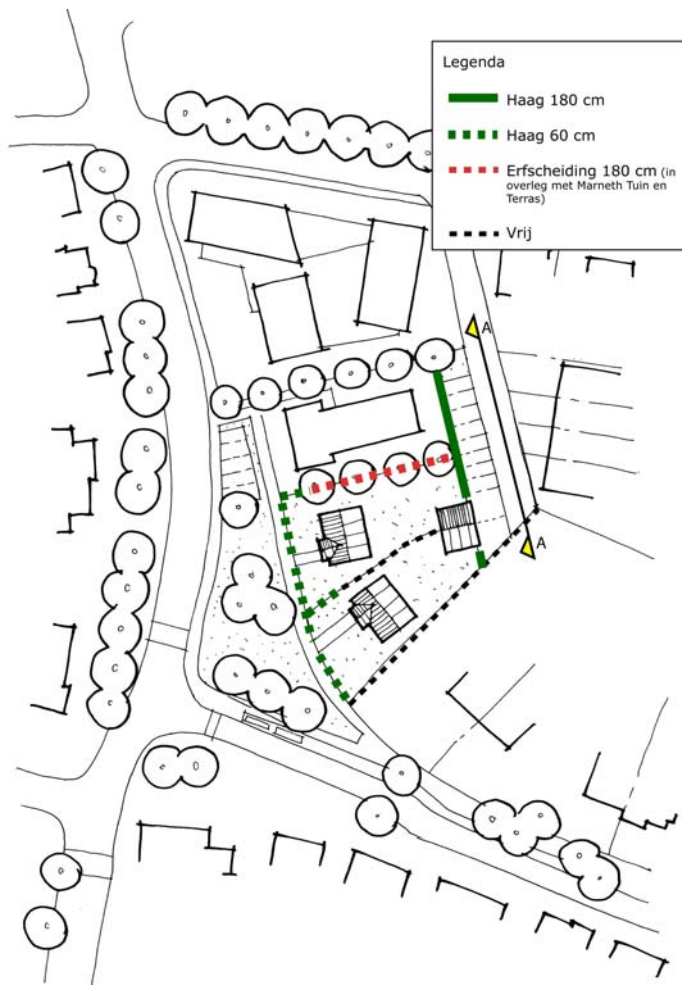 Legenda
Haag 180 cm
Haag 60 cm
Erfscheiding 180 cm (in
overleg met Marneth Tuin en
Terras)
Vrij
A
A